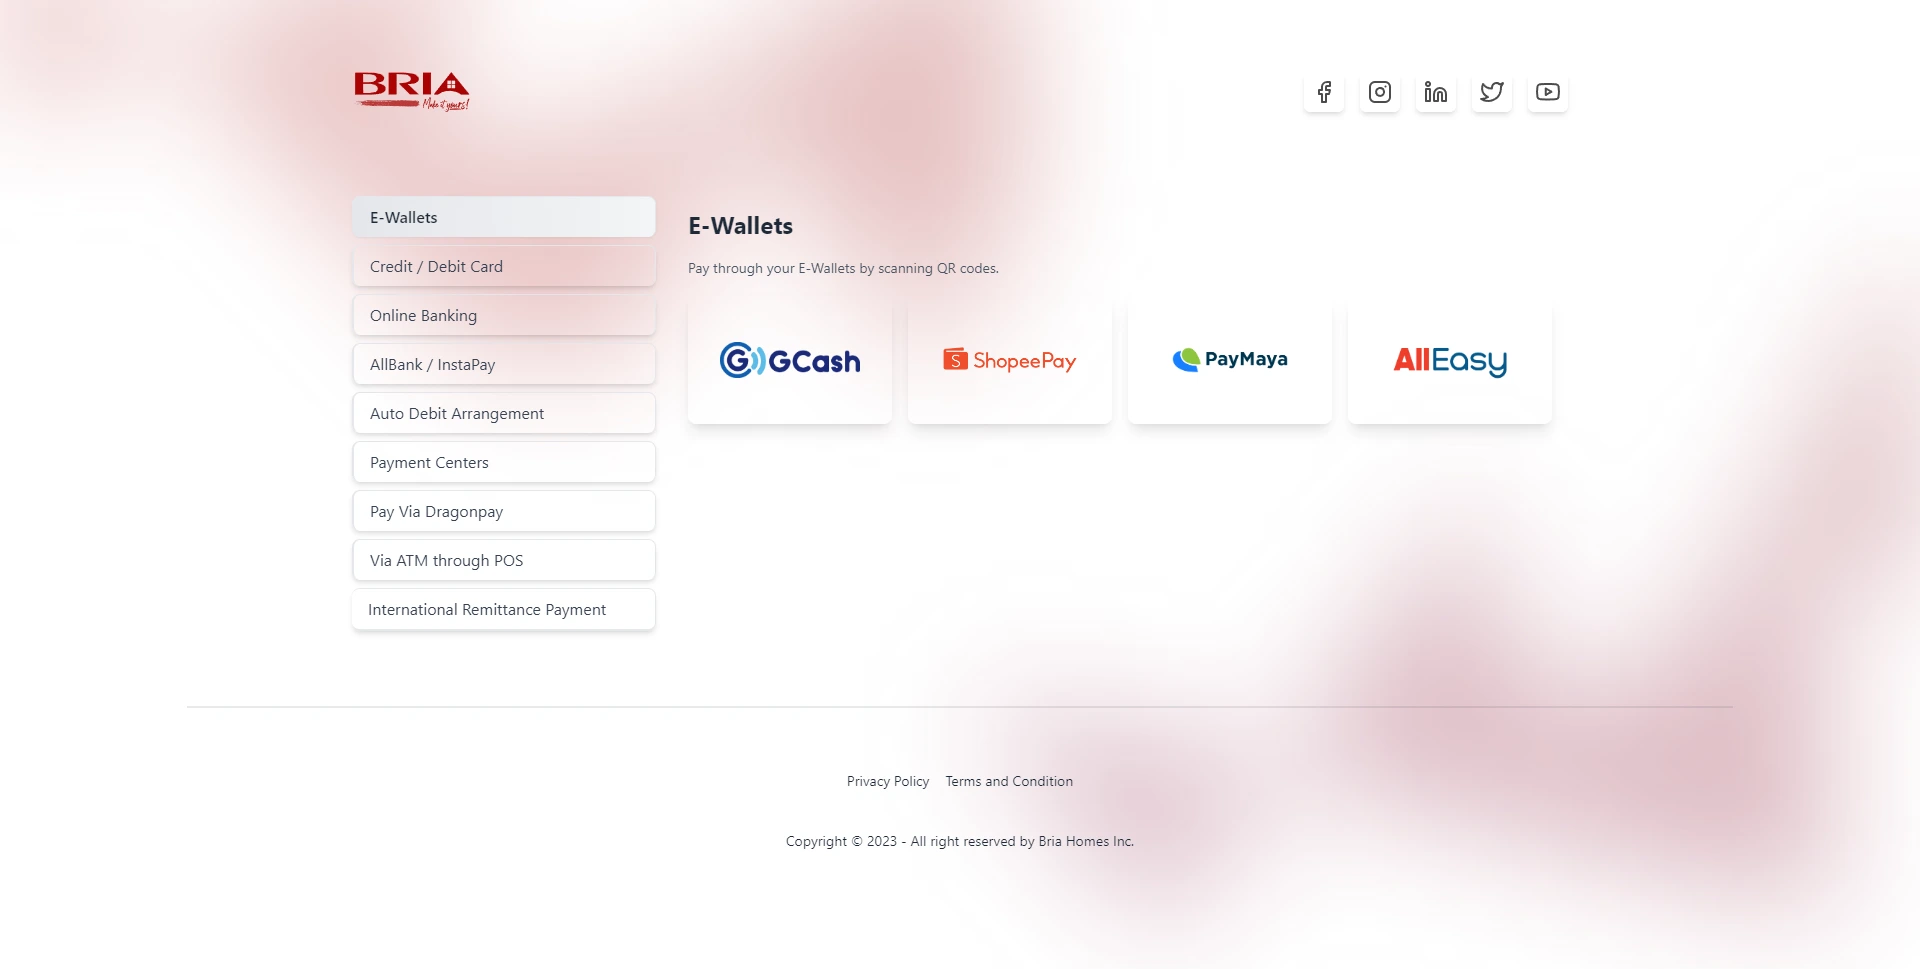 BRIA
Make it yours!
E-Wallets
Credit / Debit Card
Online Banking
AllBank / InstaPay
Auto Debit Arrangement
Payment Centers
Pay Via Dragonpay
Via ATM through POS
International Remittance Payment
E-Wallets
Pay through your E-Wallets by scanning QR codes.
GCash
ShopeePay
PayMaya
AllEasy
Privacy Policy
Terms and Condition
Copyright © 2023 - All right reserved by Bria Homes Inc.